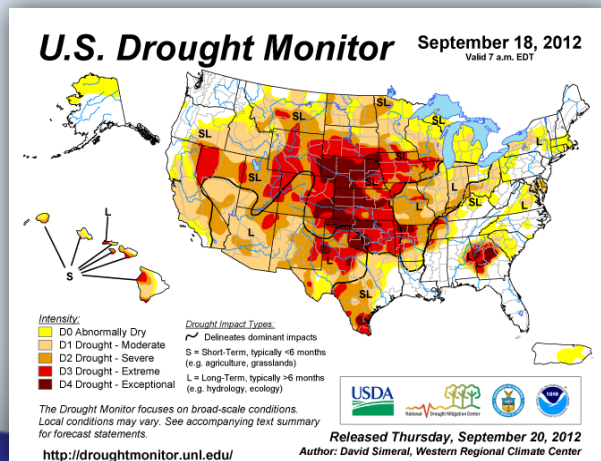 U.S. Drought Monitor
September 18, 2012
Valid 7 a.m. EDT
SL
SL
SL
SL
SL
SL
SL
SL
L
L
L
L
L
L
S
Intensity:
D0 Abnormally Dry
D1 Drought - Moderate
D2 Drought - Severe
D3 Drought - Extreme
D4 Drought - Exceptional
Drought Impact Types:
Delineates dominant impacts
S = Short-Term, typically <6 months
(e.g. agriculture, grasslands)
L = Long-Term, typically >6 months
(e.g. hydrology, ecology)
The Drought Monitor focuses on broad-scale conditions.
Local conditions may vary. See accompanying text summary
for forecast statements.
http://droughtmonitor.unl.edu/
USDA
National Drought Mitigation Center
NOAA
Released Thursday, September 20, 2012
Author: David Simeral, Western Regional Climate Center